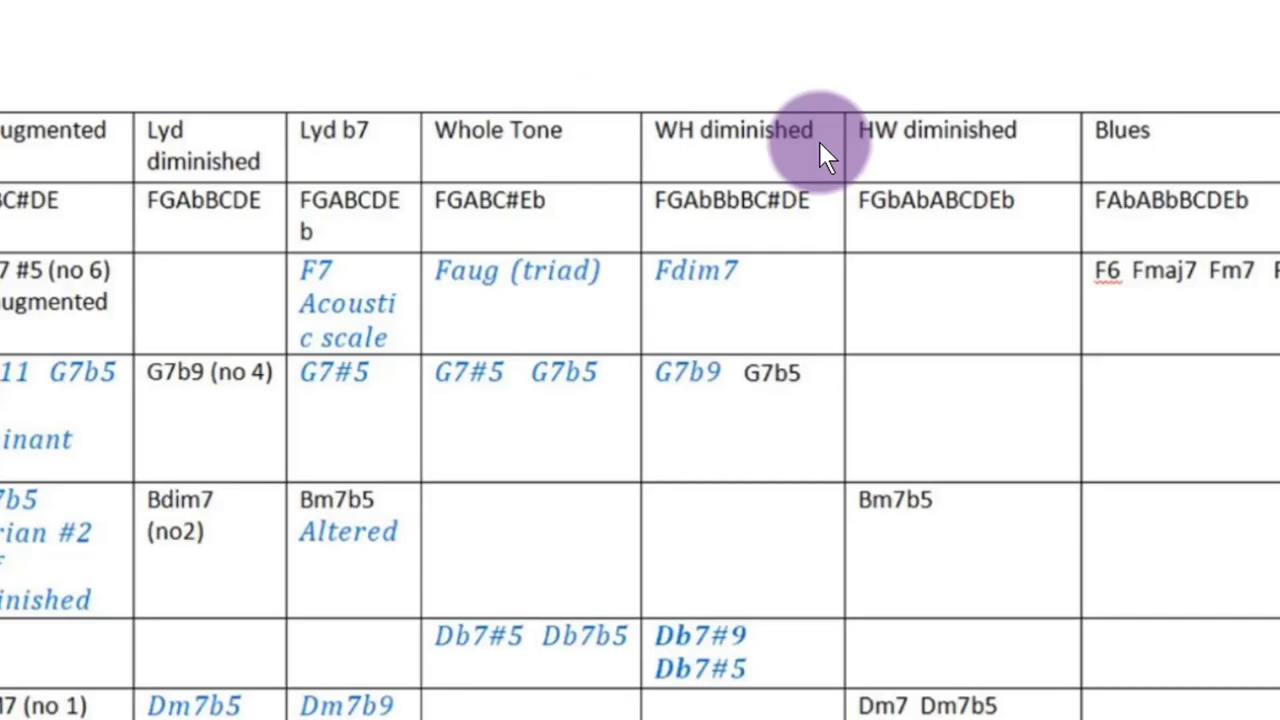 ugmented
Lyd
diminished
Lyd b7
Whole Tone
WH diminished
HW diminished
Blues
C#DE
FGAbBCDE
FGABCDE
b
FGABC#Eb
FGAbBbBC#DE
FGbAbABCDEb
FAbABbBCDEb
7 #5 (no 6)
ugmented
F7
Acousti
c scale
Faug (triad)
Fdim7
F6 Fmaj7 Fm7
11 G7b5
inant
G7b9 (no 4)
G7#5
G7#5 G7b5
G7b9 G7b5
7b5
rian #2
inished
Bdim7
(no2)
Bm7b5
Altered
Bm7b5
Db7#5 Db7b5
Db7#9
Db7#5
7 (no 1)
Dm7b5
Dm7b9
Dm7 Dm7b5